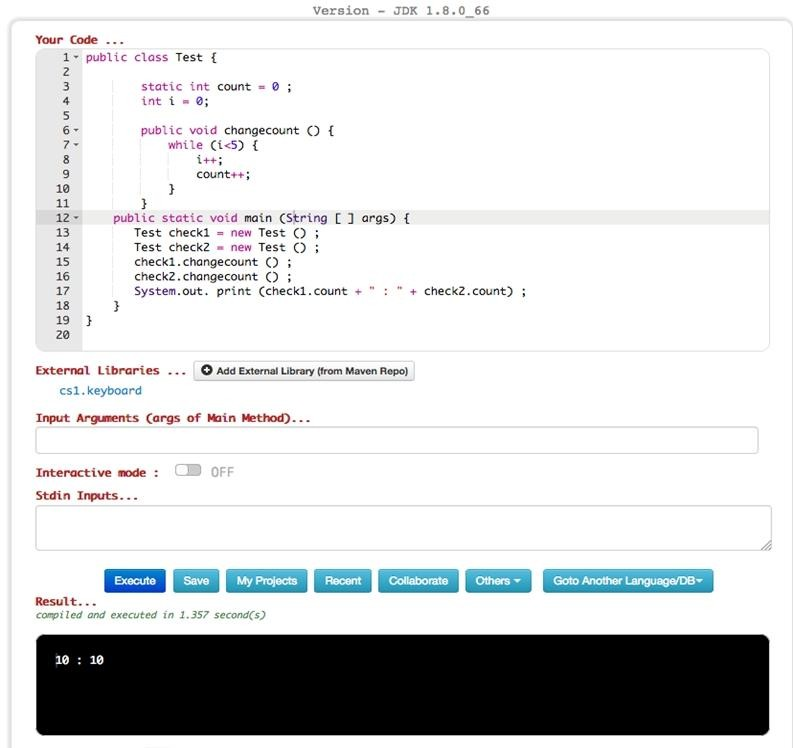 Version - JDK 1.8.0_66
Your Code ...
1 public class Test {
2
3 static int count = 0 ;
4 int i = 0;
5
6 public void changecount () {
7 while (i<5) {
8 i++;
9 count++;
10 }
11 }
12 public static void main (String [ ] args) {
13 Test check1 = new Test () ;
14 Test check2 = new Test () ;
15 check1.changecount () ;
16 check2.changecount () ;
17 System.out. print (check1.count + " : " + check2.count) ;
18 }
19 }
20
External Libraries ... Add External Library (from Maven Repo)
cs1.keyboard
Input Arguments (args of Main Method)...
Interactive mode : OFF
Stdin Inputs...
Execute Save My Projects Recent Collaborate Others Goto Another Language/DB
Result...
compiled and executed in 1.357 second(s)
10 : 10